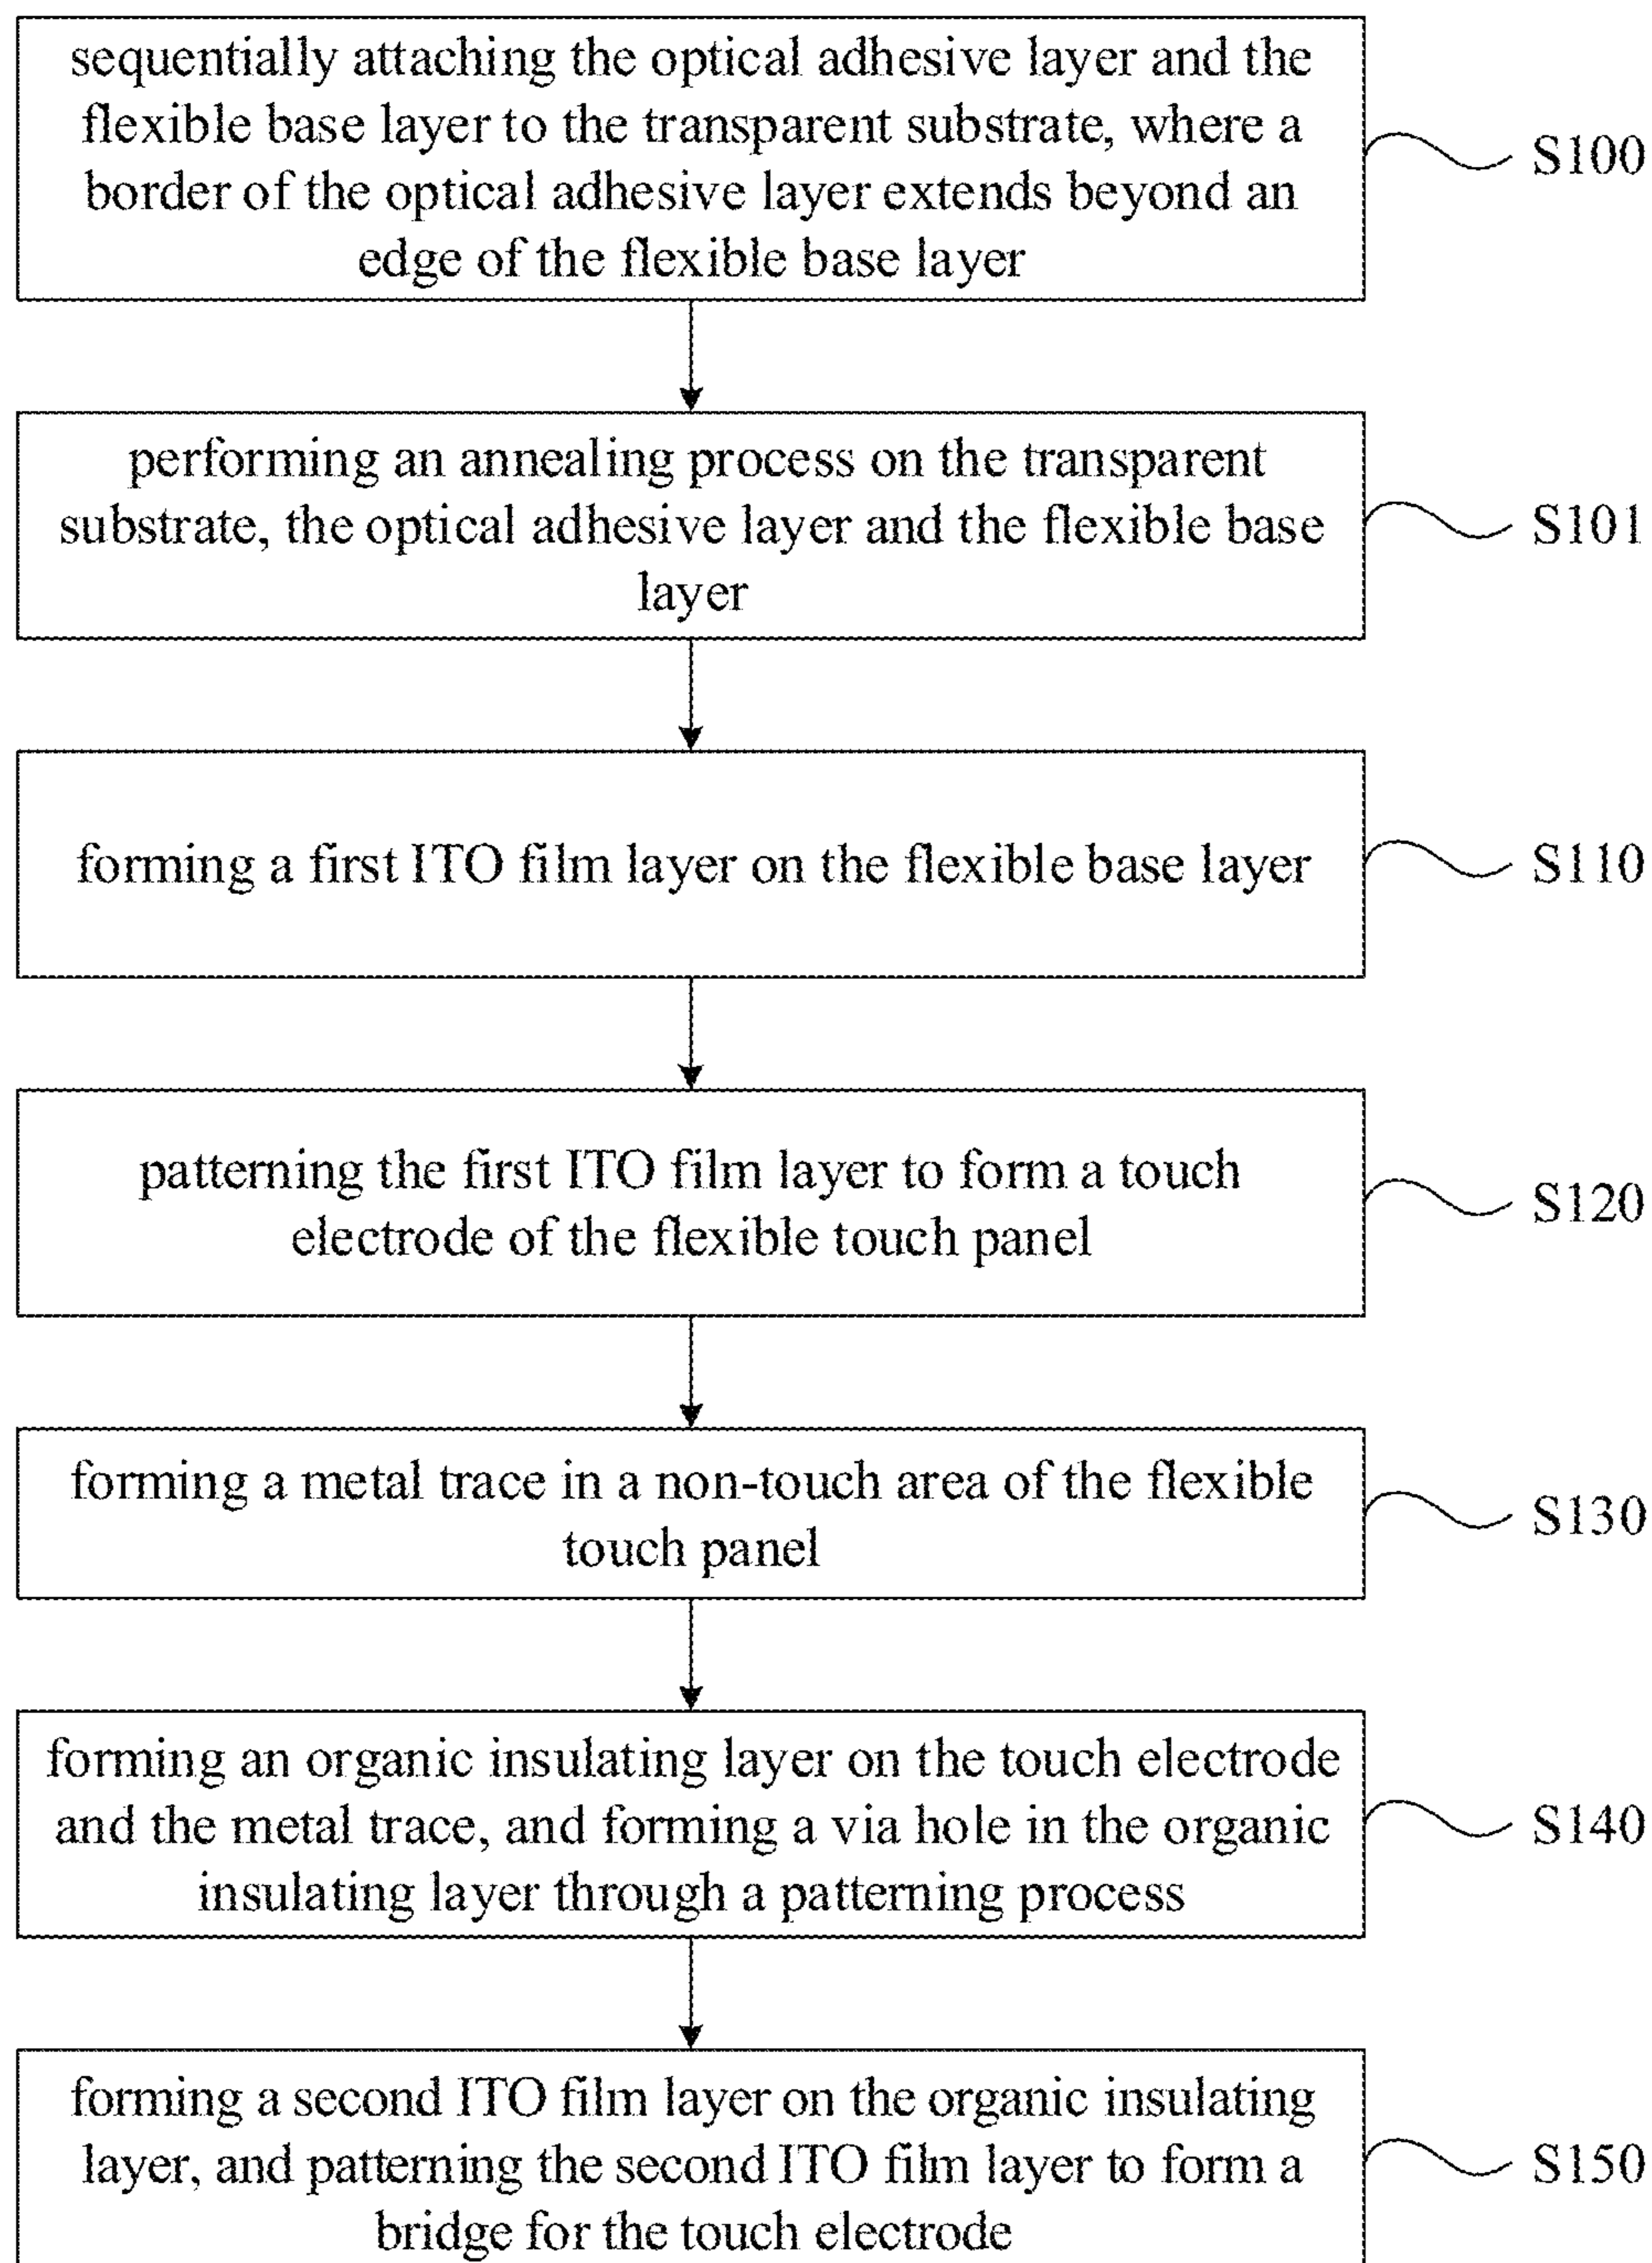 sequentially attaching the optical adhesive layer and the
flexible base layer to the transparent substrate, where a
border of the optical adhesive layer extends beyond an
edge of the flexible base layer
S100
performing an annealing process on the transparent
substrate, the optical adhesive layer and the flexible base
layer
S101
forming a first ITO film layer on the flexible base layer
S110
patterning the first ITO film layer to form a touch
electrode of the flexible touch panel
S120
forming a metal trace in a non-touch area of the flexible
touch panel
S130
forming an organic insulating layer on the touch electrode
and the metal trace, and forming a via hole in the organic
insulating layer through a patterning process
S140
forming a second ITO film layer on the organic insulating
layer, and patterning the second ITO film layer to form a
bridge for the touch electrode
S150